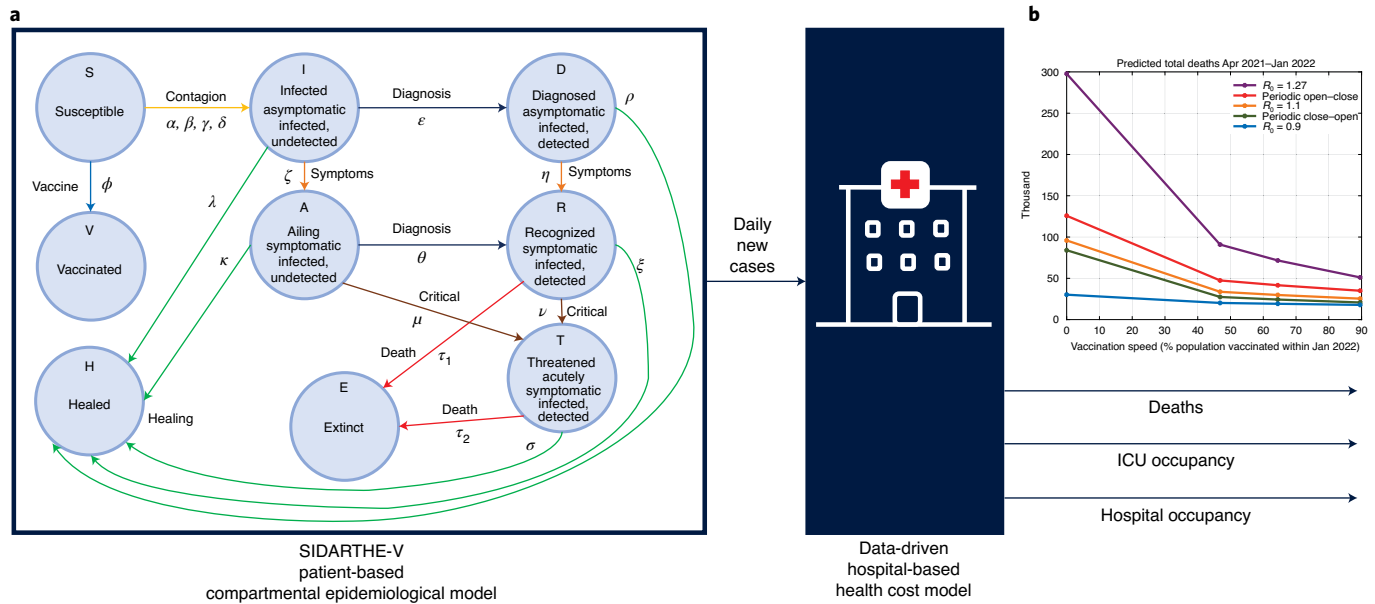 a
S
Susceptible
Contagion
α, β, γ, δ
I
Infected
asymptomatic
infected,
undetected
Diagnosis
ε
D
Diagnosed
asymptomatic
infected,
detected
ρ
Vaccine
ϕ
ζ
Symptoms
η
Symptoms
V
Vaccinated
λ
κ
A
Ailing
symptomatic
infected,
undetected
Diagnosis
θ
R
Recognized
symptomatic
infected,
detected
ξ
Critical
μ
ν
Critical
Death
τ1
T
Threatened
acutely
symptomatic
infected,
detected
H
Healed
Healing
E
Extinct
Death
τ2
σ
SIDARTHE-V
patient-based
compartmental epidemiological model
Daily
new
cases
Data-driven
hospital-based
health cost model
b
Predicted total deaths Apr 2021–Jan 2022
R0 = 1.27
Periodic open–close
R0 = 1.1
Periodic close–open
R0 = 0.9
Thousand
300
250
200
150
100
50
0
0 10 20 30 40 50 60 70 80 90
Vaccination speed (% population vaccinated within Jan 2022)
Deaths
ICU occupancy
Hospital occupancy